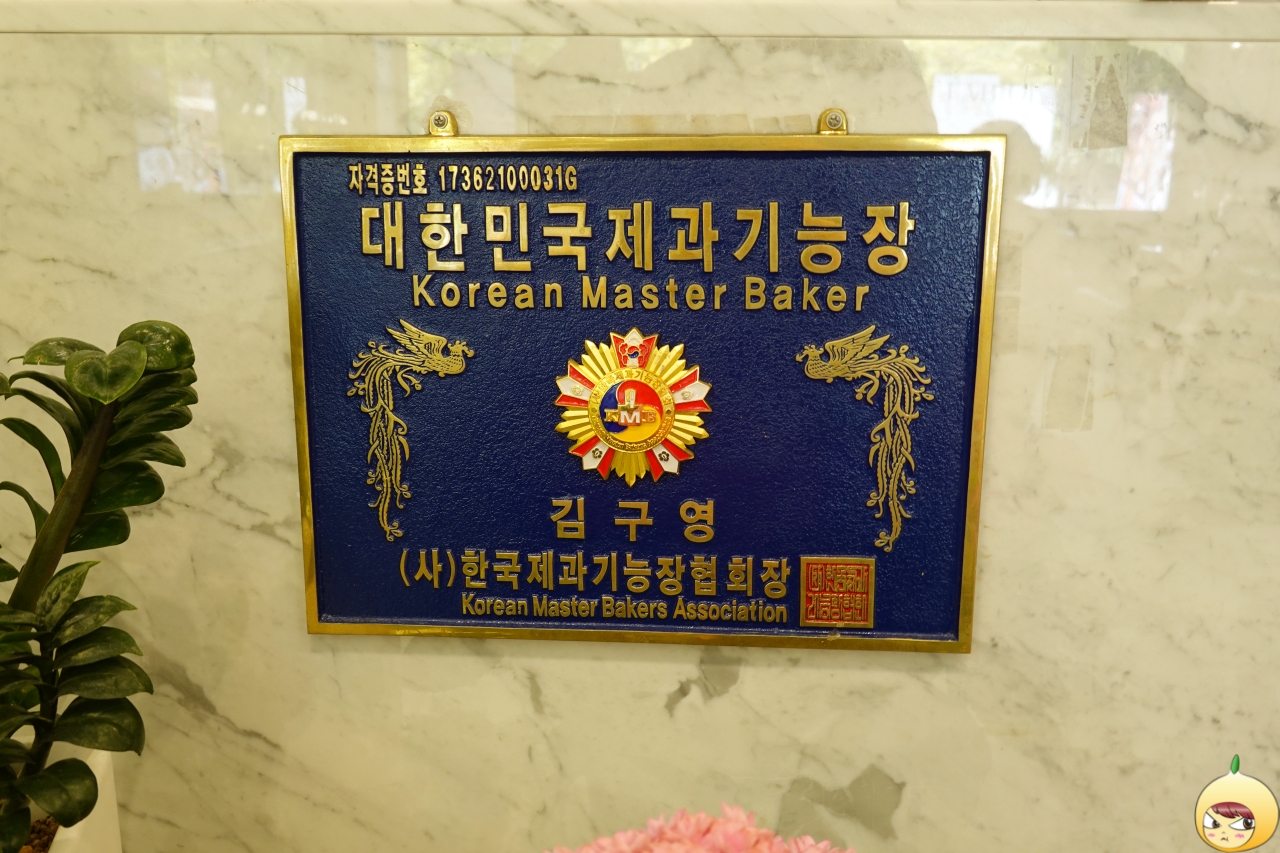 자격증번호 17362100031G
대한민국제과기능장
Korean Master Baker
KMB
김구영
(사)한국제과기능장협회장
Korean Master Bakers Association